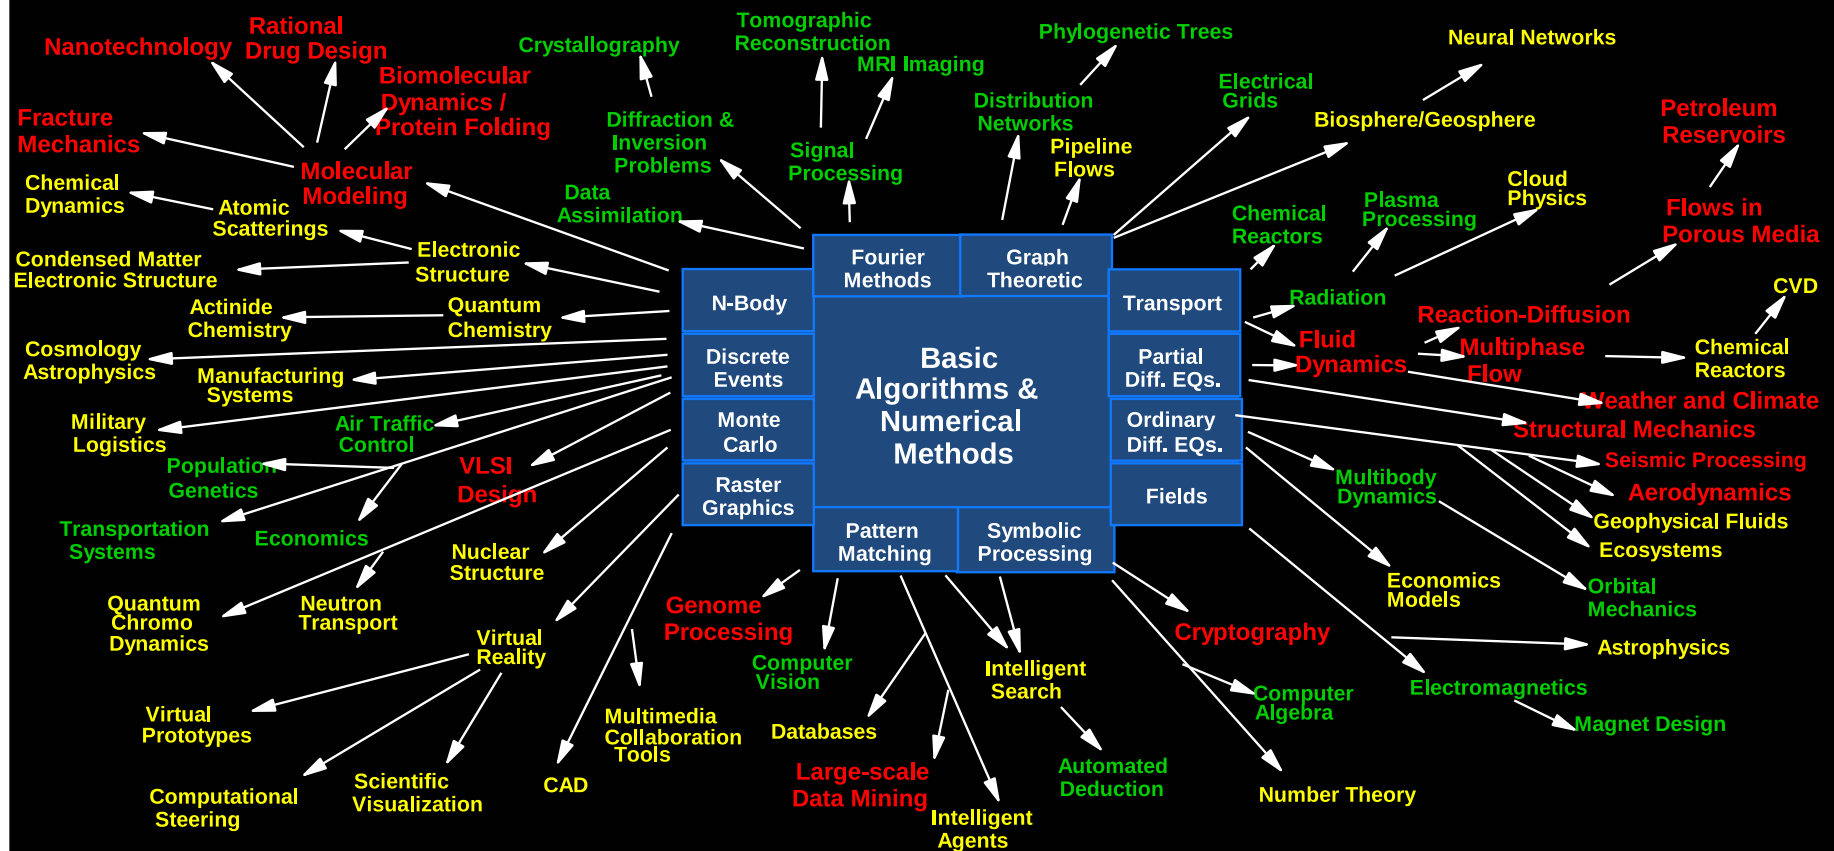 Nanotechnology
Rational
Drug Design
Biomolecular
Dynamics /
Protein Folding
Fracture
Mechanics
Molecular
Modeling
Chemical
Dynamics
Atomic
Scatterings
Condensed Matter
Electronic Structure
Electronic
Structure
Actinide
Chemistry
Quantum
Chemistry
Cosmology
Astrophysics
Manufacturing
Systems
Military
Logistics
Air Traffic
Control
Population
Genetics
VLSI
Design
Transportation
Systems
Economics
Nuclear
Structure
Quantum
Chromo
Dynamics
Neutron
Transport
Virtual
Reality
Virtual
Prototypes
Computational
Steering
Scientific
Visualization
CAD
Multimedia
Collaboration
Tools
Crystallography
Tomographic
Reconstruction
MRI Imaging
Diffraction &
Inversion
Problems
Signal
Processing
Data
Assimilation
Phylogenetic Trees
Distribution
Networks
Pipeline
Flows
Electrical
Grids
Neural Networks
Biosphere/Geosphere
Petroleum
Reservoirs
Cloud
Physics
Plasma
Processing
Chemical
Reactors
Flows in
Porous Media
Radiation
CVD
Reaction-Diffusion
Fluid
Dynamics
Multiphase
Flow
Chemical
Reactors
Weather and Climate
Structural Mechanics
Seismic Processing
Aerodynamics
Geophysical Fluids
Ecosystems
Multibody
Dynamics
Economics
Models
Orbital
Mechanics
Astrophysics
Electromagnetics
Magnet Design
Fourier
Methods
Graph
Theoretic
N-Body
Transport
Discrete
Events
Partial
Diff. EQs.
Basic
Algorithms &
Numerical
Methods
Monte
Carlo
Ordinary
Diff. EQs.
Raster
Graphics
Fields
Pattern
Matching
Symbolic
Processing
Genome
Processing
Computer
Vision
Databases
Large-scale
Data Mining
Intelligent
Agents
Intelligent
Search
Automated
Deduction
Cryptography
Computer
Algebra
Number Theory